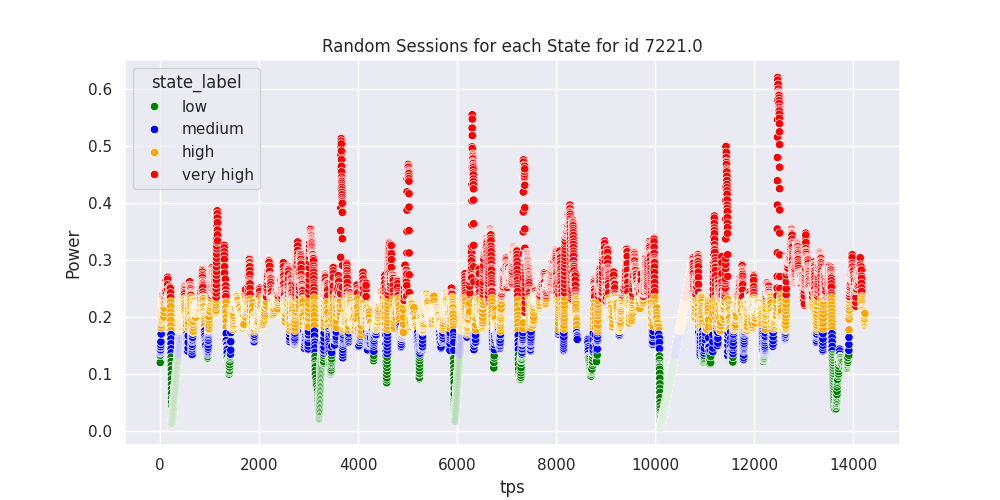 Random Sessions for each State for id 7221.0
state_label
low
medium
high
very high
Power
0.6
0.5
0.4
0.3
0.2
0.1
0.0
0 2000 4000 6000 8000 10000 12000 14000
tps